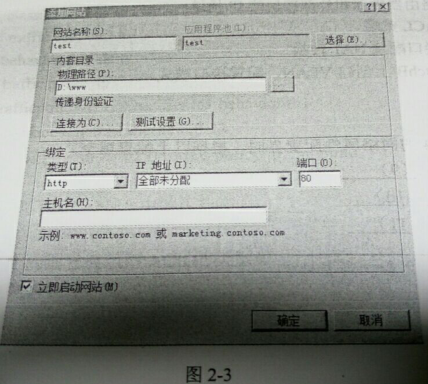 添加网站
网站名称(S): 应用程序池(L):
test test 选择(E)...
内容目录
物理路径(P):
D:\www ...
传递身份验证
连接为(C)... 测试设置(G)...
绑定
类型(T): IP 地址(I): 端口(O):
http 全部未分配 80
主机名(H):
示例: www.contoso.com 或 marketing.contoso.com
立即启动网站(M)
确定 取消
图 2-3